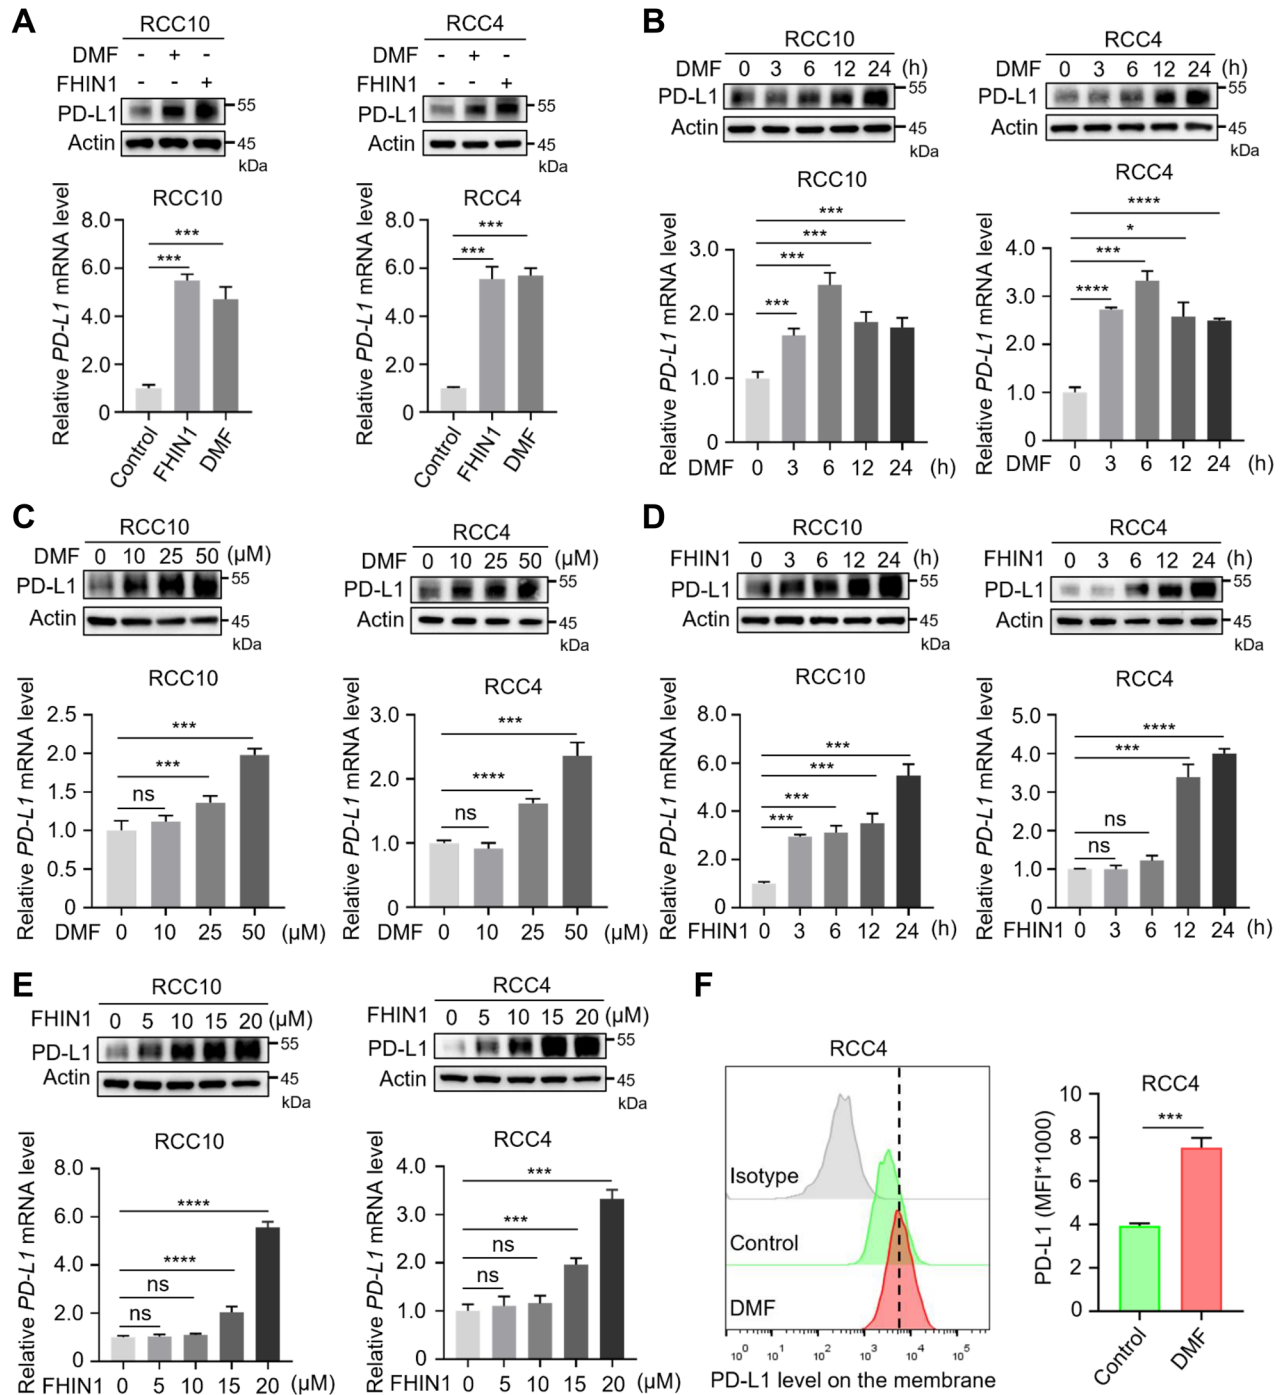 A
RCC10
DMF - + -
FHIN1 - - +
PD-L1
55
Actin
45
kDa
RCC4
- + -
- - +
PD-L1
55
Actin
45
kDa
RCC10
Relative PD-L1 mRNA level
8.0
6.0
4.0
2.0
0
***
***
Control
FHIN1
DMF
RCC4
Relative PD-L1 mRNA level
8.0
6.0
4.0
2.0
0
***
***
Control
FHIN1
DMF
B
RCC10
DMF 0 3 6 12 24 (h)
PD-L1
55
Actin
45
kDa
RCC4
DMF 0 3 6 12 24 (h)
PD-L1
55
Actin
45
kDa
RCC10
Relative PD-L1 mRNA level
3.0
2.0
1.0
0
***
***
***
***
DMF 0 3 6 12 24 (h)
RCC4
Relative PD-L1 mRNA level
4.0
3.0
2.0
1.0
0
****
*
***
****
DMF 0 3 6 12 24 (h)
C
RCC10
DMF 0 10 25 50 (µM)
PD-L1
55
Actin
45
kDa
RCC4
DMF 0 10 25 50 (µM)
PD-L1
55
Actin
45
kDa
RCC10
Relative PD-L1 mRNA level
2.5
2.0
1.5
1.0
0.5
0
***
***
ns
DMF 0 10 25 50 (µM)
RCC4
Relative PD-L1 mRNA level
3.0
2.0
1.0
0
***
****
ns
DMF 0 10 25 50 (µM)
D
RCC10
FHIN1 0 3 6 12 24 (h)
PD-L1
55
Actin
45
kDa
RCC4
FHIN1 0 3 6 12 24 (h)
PD-L1
55
Actin
45
kDa
RCC10
Relative PD-L1 mRNA level
8.0
6.0
4.0
2.0
0
***
***
***
***
FHIN1 0 3 6 12 24 (h)
RCC4
Relative PD-L1 mRNA level
5.0
4.0
3.0
2.0
1.0
0
****
***
ns
ns
FHIN1 0 3 6 12 24 (h)
E
RCC10
FHIN1 0 5 10 15 20 (µM)
PD-L1
55
Actin
45
kDa
RCC4
FHIN1 0 5 10 15 20 (µM)
PD-L1
55
Actin
45
kDa
RCC10
Relative PD-L1 mRNA level
8.0
6.0
4.0
2.0
0
****
****
ns
ns
FHIN1 0 5 10 15 20 (µM)
RCC4
Relative PD-L1 mRNA level
4.0
3.0
2.0
1.0
0
***
***
ns
ns
FHIN1 0 5 10 15 20 (µM)
F
RCC4
Isotype
Control
DMF
10⁰ 10¹ 10² 10³ 10⁴ 10⁵
PD-L1 level on the membrane
RCC4
PD-L1 (MFI*1000)
10
8
6
4
2
0
***
Control
DMF